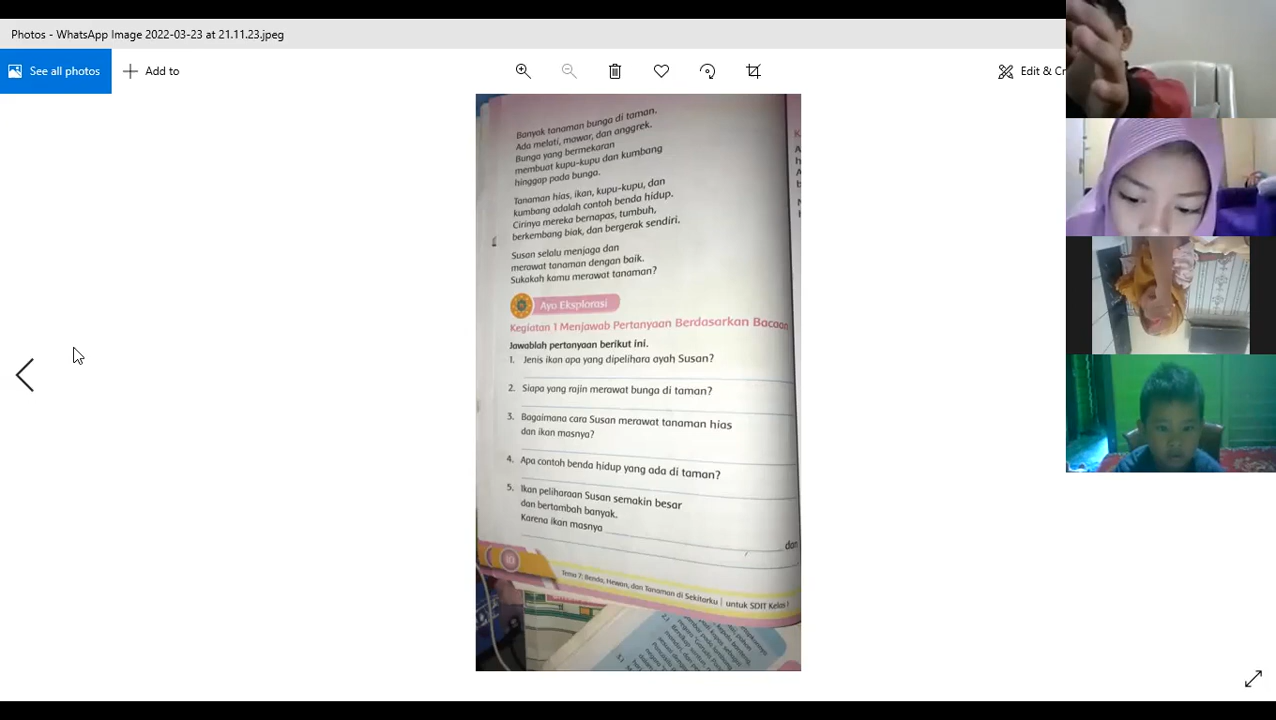 Photos - WhatsApp Image 2022-03-23 at 21.11.23.jpeg
See all photos
Add to
Edit & Cr
Banyak tanaman bunga di taman.
Ada melati, mawar, dan anggrek.
Bunga yang bermekaran
membuat kupu-kupu dan kumbang
hinggap pada bunga.
Tanaman hias, ikan, kupu-kupu, dan
kumbang adalah contoh benda hidup.
Cirinya mereka bernapas, tumbuh,
berkembang biak, dan bergerak sendiri.
Susan selalu menjaga dan
merawat tanaman dengan baik.
Sukakah kamu merawat tanaman?
Ayo Eksplorasi
Kegiatan 1 Menjawab Pertanyaan Berdasarkan Bacaan
Jawablah pertanyaan berikut ini.
1. Jenis ikan apa yang dipelihara ayah Susan?
2. Siapa yang rajin merawat bunga di taman?
3. Bagaimana cara Susan merawat tanaman hias
dan ikan masnya?
4. Apa contoh benda hidup yang ada di taman?
5. Ikan peliharaan Susan semakin besar
dan bertambah banyak.
Karena ikan masnya
dan
Tema 7: Benda, Hewan, dan Tanaman di Sekitarku | untuk SDIT Kelas I